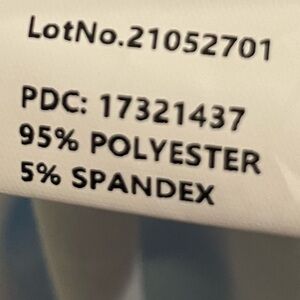 LotNo.21052701
PDC: 17321437
95% POLYESTER
5% SPANDEX